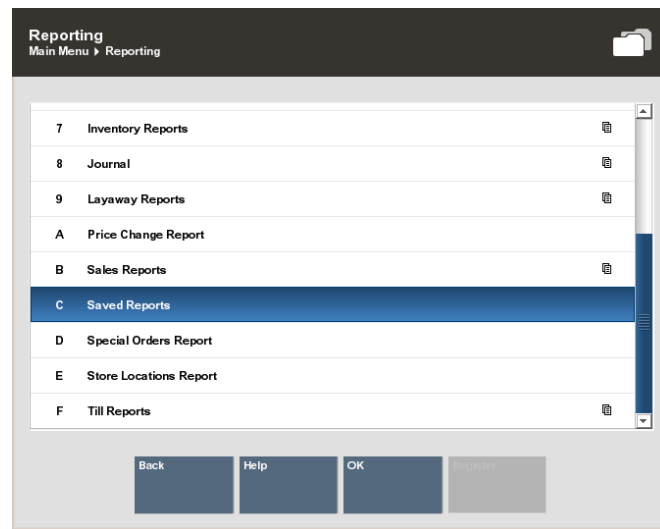 Reporting
Main Menu ▸ Reporting
7 Inventory Reports
8 Journal
9 Layaway Reports
A Price Change Report
B Sales Reports
C Saved Reports
D Special Orders Report
E Store Locations Report
F Till Reports
Back Help OK Register